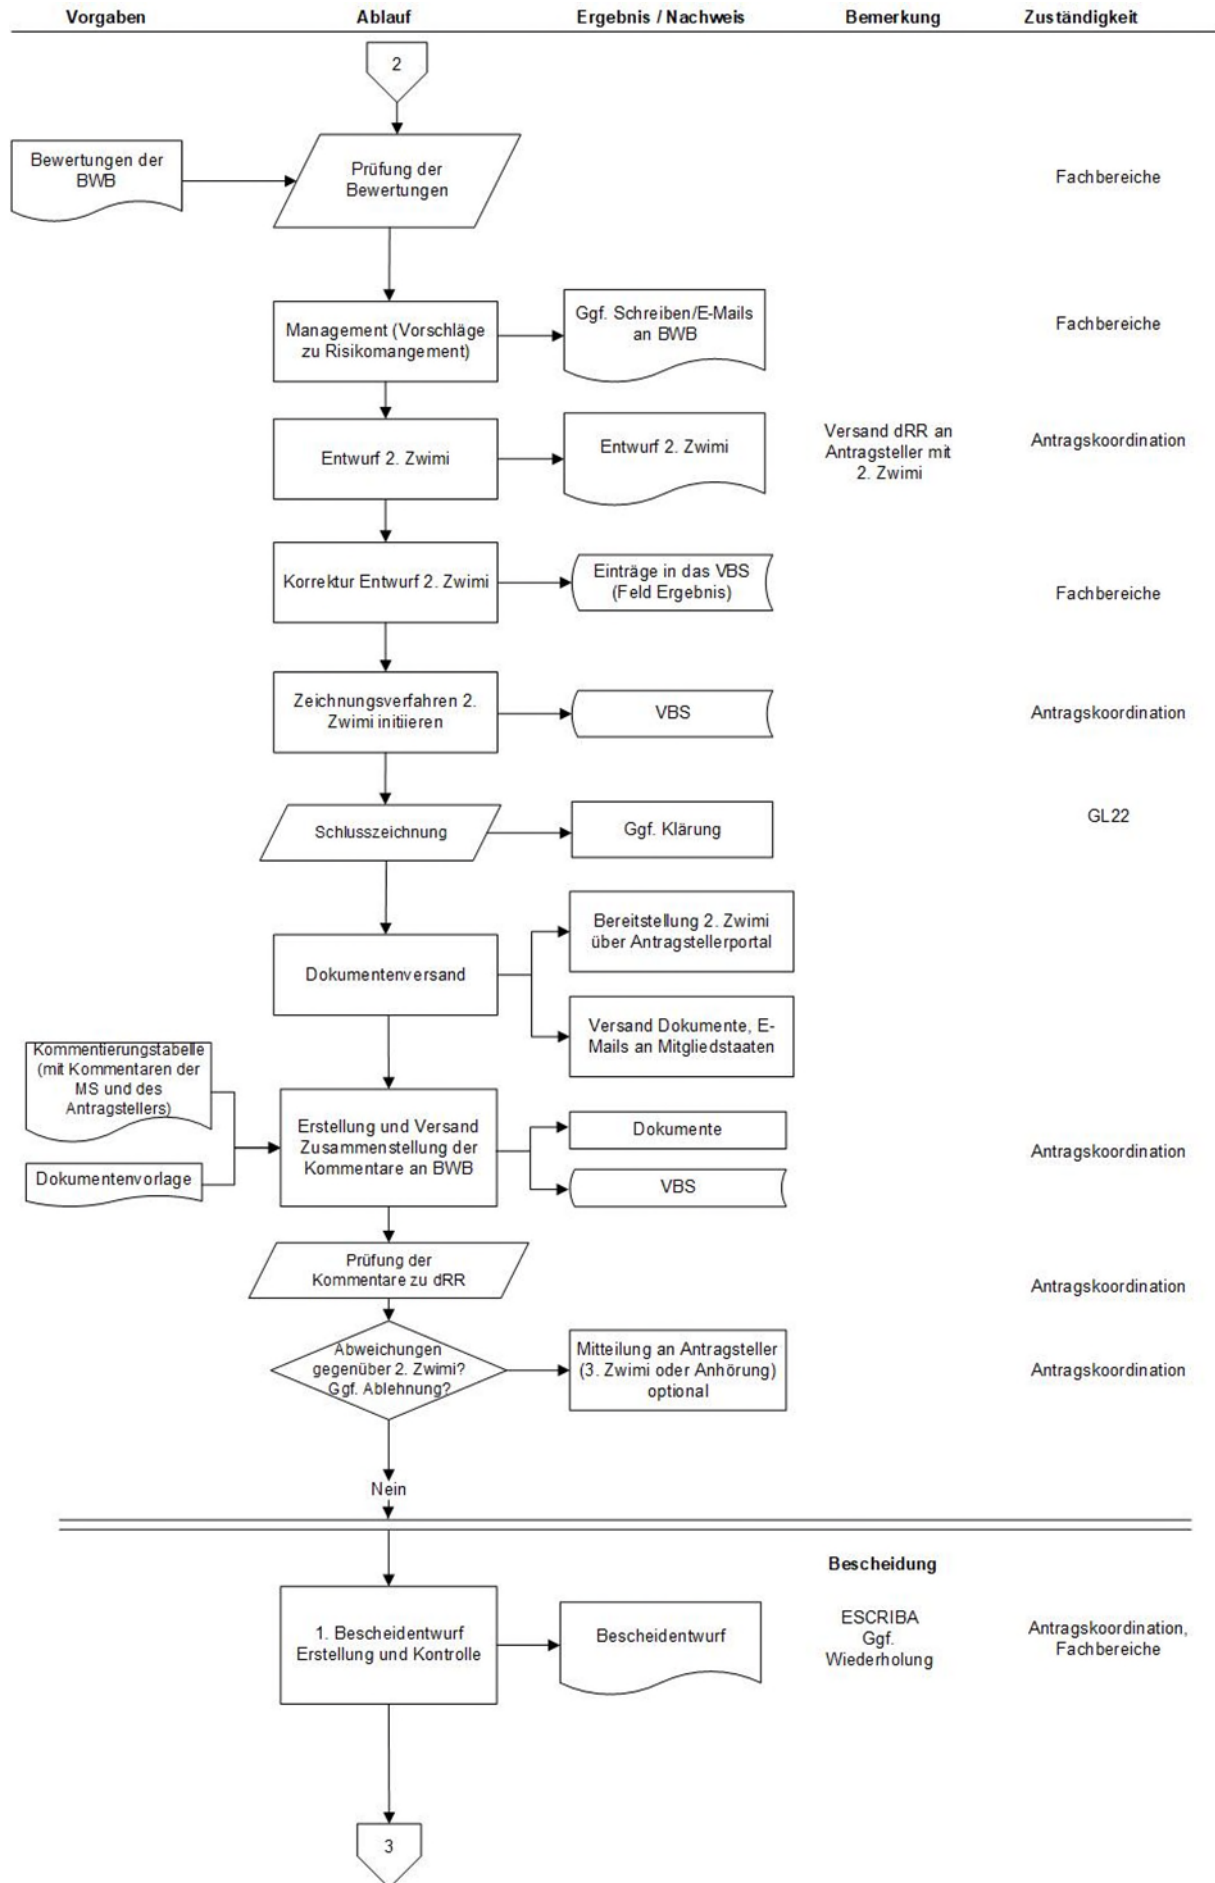 Vorgaben Ablauf Ergebnis / Nachweis Bemerkung Zuständigkeit
2
Bewertungen der
BWB
Prüfung der
Bewertungen
Fachbereiche
Management (Vorschläge
zu Risikomangement)
Ggf. Schreiben/E-Mails
an BWB
Fachbereiche
Entwurf 2. Zwimi
Entwurf 2. Zwimi
Versand dRR an
Antragsteller mit
2. Zwimi
Antragskoordination
Korrektur Entwurf 2. Zwimi
Einträge in das VBS
(Feld Ergebnis)
Fachbereiche
Zeichnungsverfahren 2.
Zwimi initiieren
VBS
Antragskoordination
Schlusszeichnung
Ggf. Klärung
GL22
Dokumentenversand
Bereitstellung 2. Zwimi
über Antragstellerportal
Versand Dokumente, E-
Mails an Mitgliedstaaten
Kommentierungstabelle
(mit Kommentaren der
MS und des
Antragstellers)
Dokumentenvorlage
Erstellung und Versand
Zusammenstellung der
Kommentare an BWB
Dokumente
VBS
Antragskoordination
Prüfung der
Kommentare zu dRR
Antragskoordination
Abweichungen
gegenüber 2. Zwimi?
Ggf. Ablehnung?
Mitteilung an Antragsteller
(3. Zwimi oder Anhörung)
optional
Antragskoordination
Nein
Bescheidung
1. Bescheidentwurf
Erstellung und Kontrolle
Bescheidentwurf
ESCRIBA
Ggf.
Wiederholung
Antragskoordination,
Fachbereiche
3